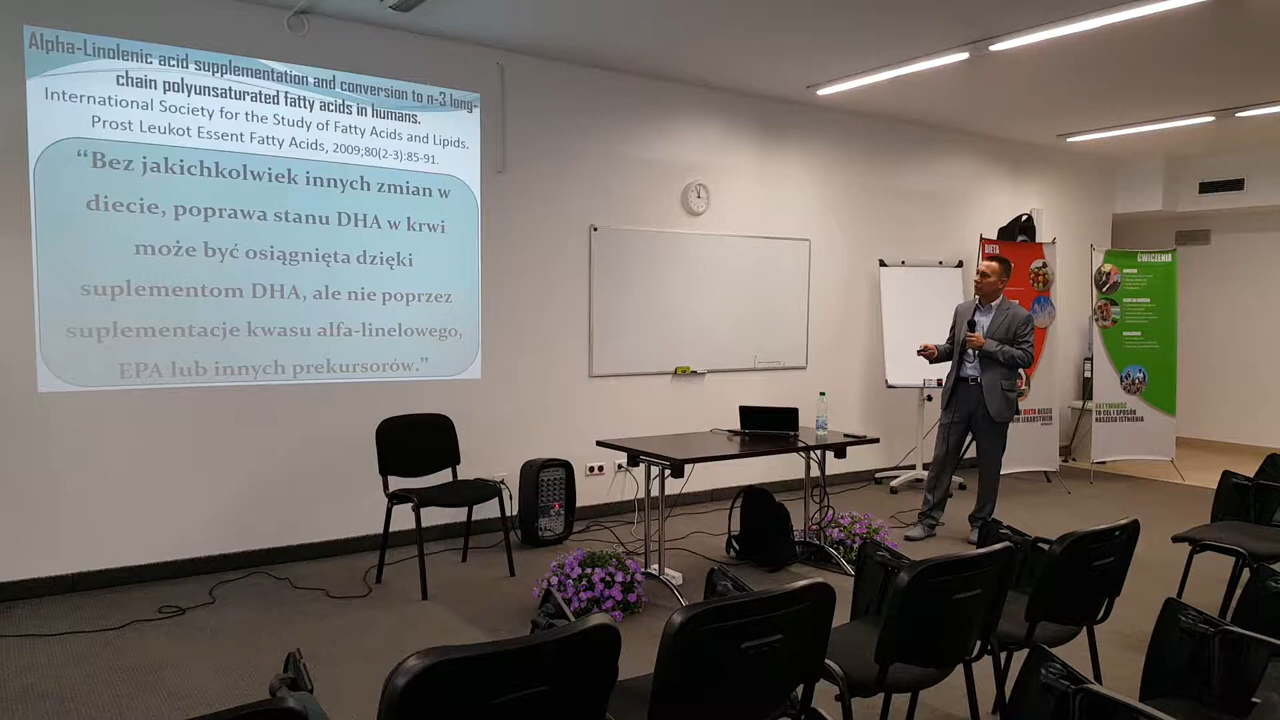 Alpha-Linolenic acid supplementation and conversion to n-3 long-
chain polyunsaturated fatty acids in humans.
International Society for the Study of Fatty Acids and Lipids.
Prost Leukot Essent Fatty Acids, 2009;80(2-3):85-91.
“Bez jakichkolwiek innych zmian w
diecie, poprawa stanu DHA w krwi
może być osiągnięta dzięki
suplementom DHA, ale nie poprzez
suplementacje kwasu alfa-linelowego,
EPA lub innych prekursorów.”
DIETA
DIETA BĘDZIE
LEKARSTWEM
ĆWICZENIA
AKTYWNOŚĆ
TO CEL I SPOSÓB
NASZEGO ISTNIENIA